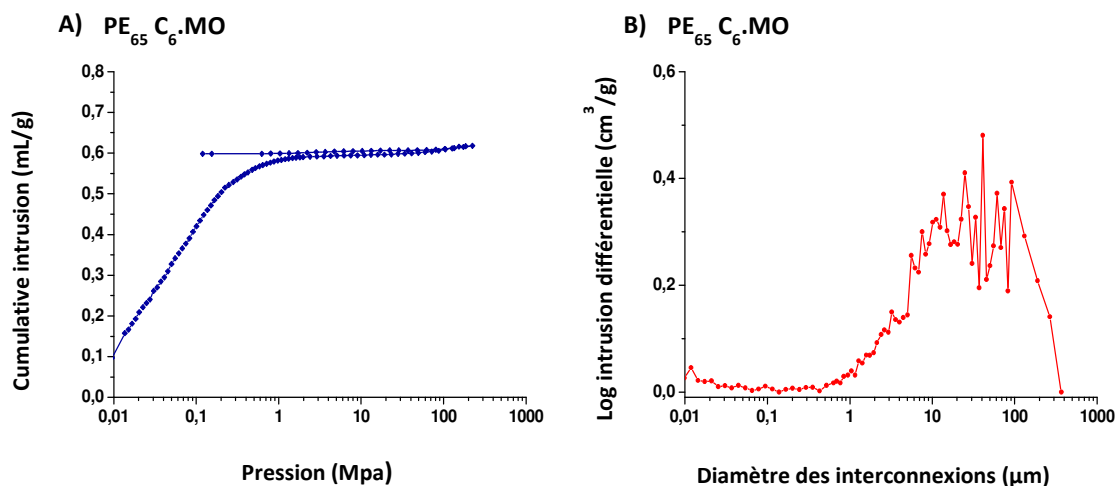 A) PE65 C6.MO
Cumulative intrusion (mL/g)
0,8
0,7
0,6
0,5
0,4
0,3
0,2
0,1
0,0
0,01 0,1 1 10 100 1000
Pression (Mpa)
B) PE65 C6.MO
Log intrusion différentielle (cm3/g)
0,6
0,4
0,2
0,0
0,01 0,1 1 10 100 1000
Diamètre des interconnexions (µm)